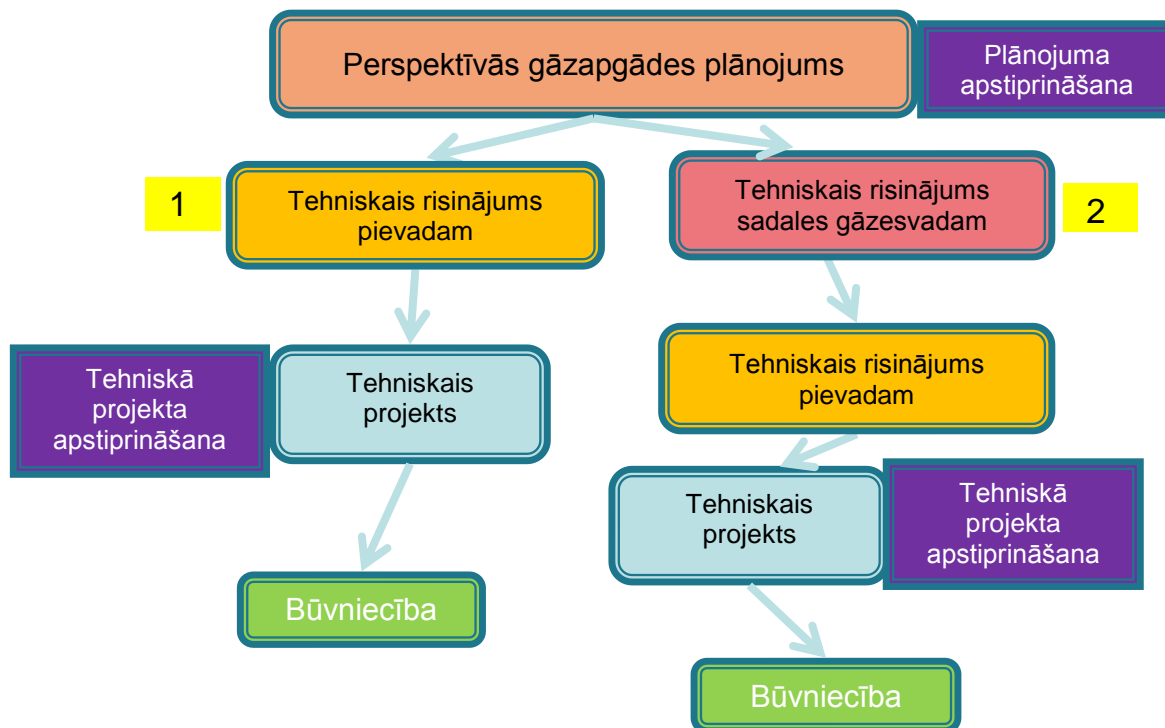 Perspektīvās gāzapgādes plānojums
Plānojuma
apstiprināšana
1
Tehniskais risinājums
pievadam
Tehniskais risinājums
sadales gāzesvadam
2
Tehniskā
projekta
apstiprināšana
Tehniskais
projekts
Tehniskais risinājums
pievadam
Tehniskais
projekts
Tehniskā
projekta
apstiprināšana
Būvniecība
Būvniecība